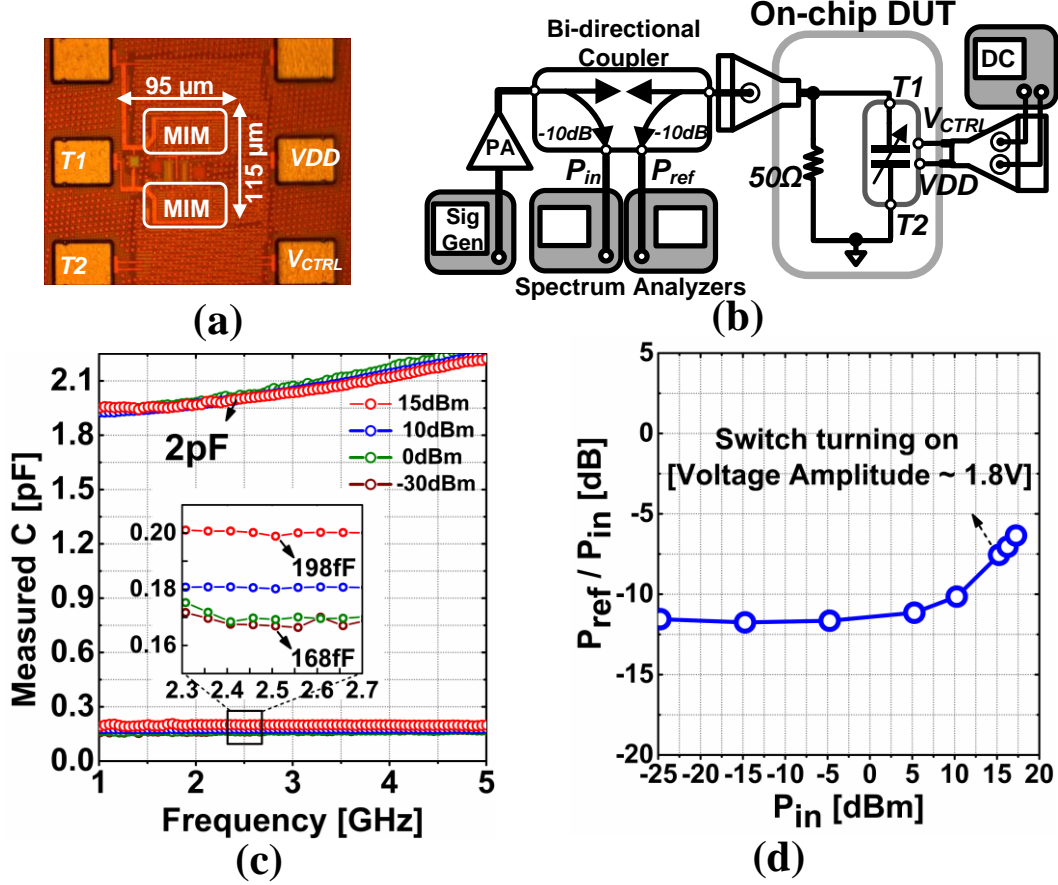 95 µm
MIM
115 µm
T1
VDD
MIM
T2
VCTRL
(a)
On-chip DUT
Bi-directional
Coupler
DC
T1
VCTRL
-10dB
-10dB
PA
Pin
Pref
50Ω
VDD
Sig
Gen
T2
Spectrum Analyzers
(b)
Measured C [pF]
2.1
1.8
1.5
1.2
0.9
0.6
0.3
0.0
2pF
15dBm
10dBm
0dBm
-30dBm
0.20
198fF
0.18
0.16
168fF
2.3 2.4 2.5 2.6 2.7
1 2 3 4 5
Frequency [GHz]
(c)
Pref / Pin [dB]
5
0
-5
-10
-15
-20
Switch turning on
[Voltage Amplitude ~ 1.8V]
-25 -20 -15 -10 -5 0 5 10 15 20
Pin [dBm]
(d)